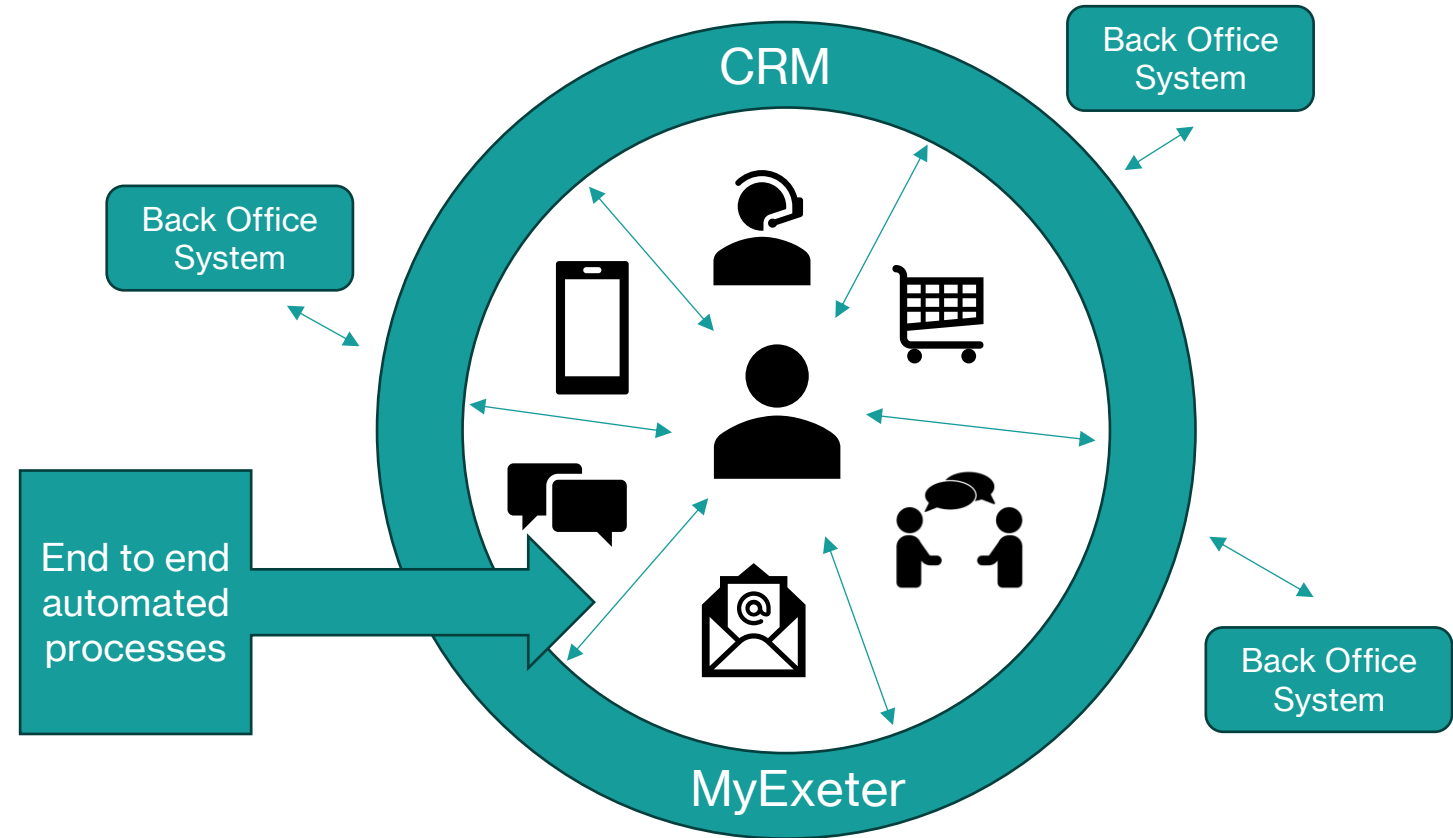 CRM
Back Office
System
Back Office
System
End to end
automated
processes
@
Back Office
System
MyExeter